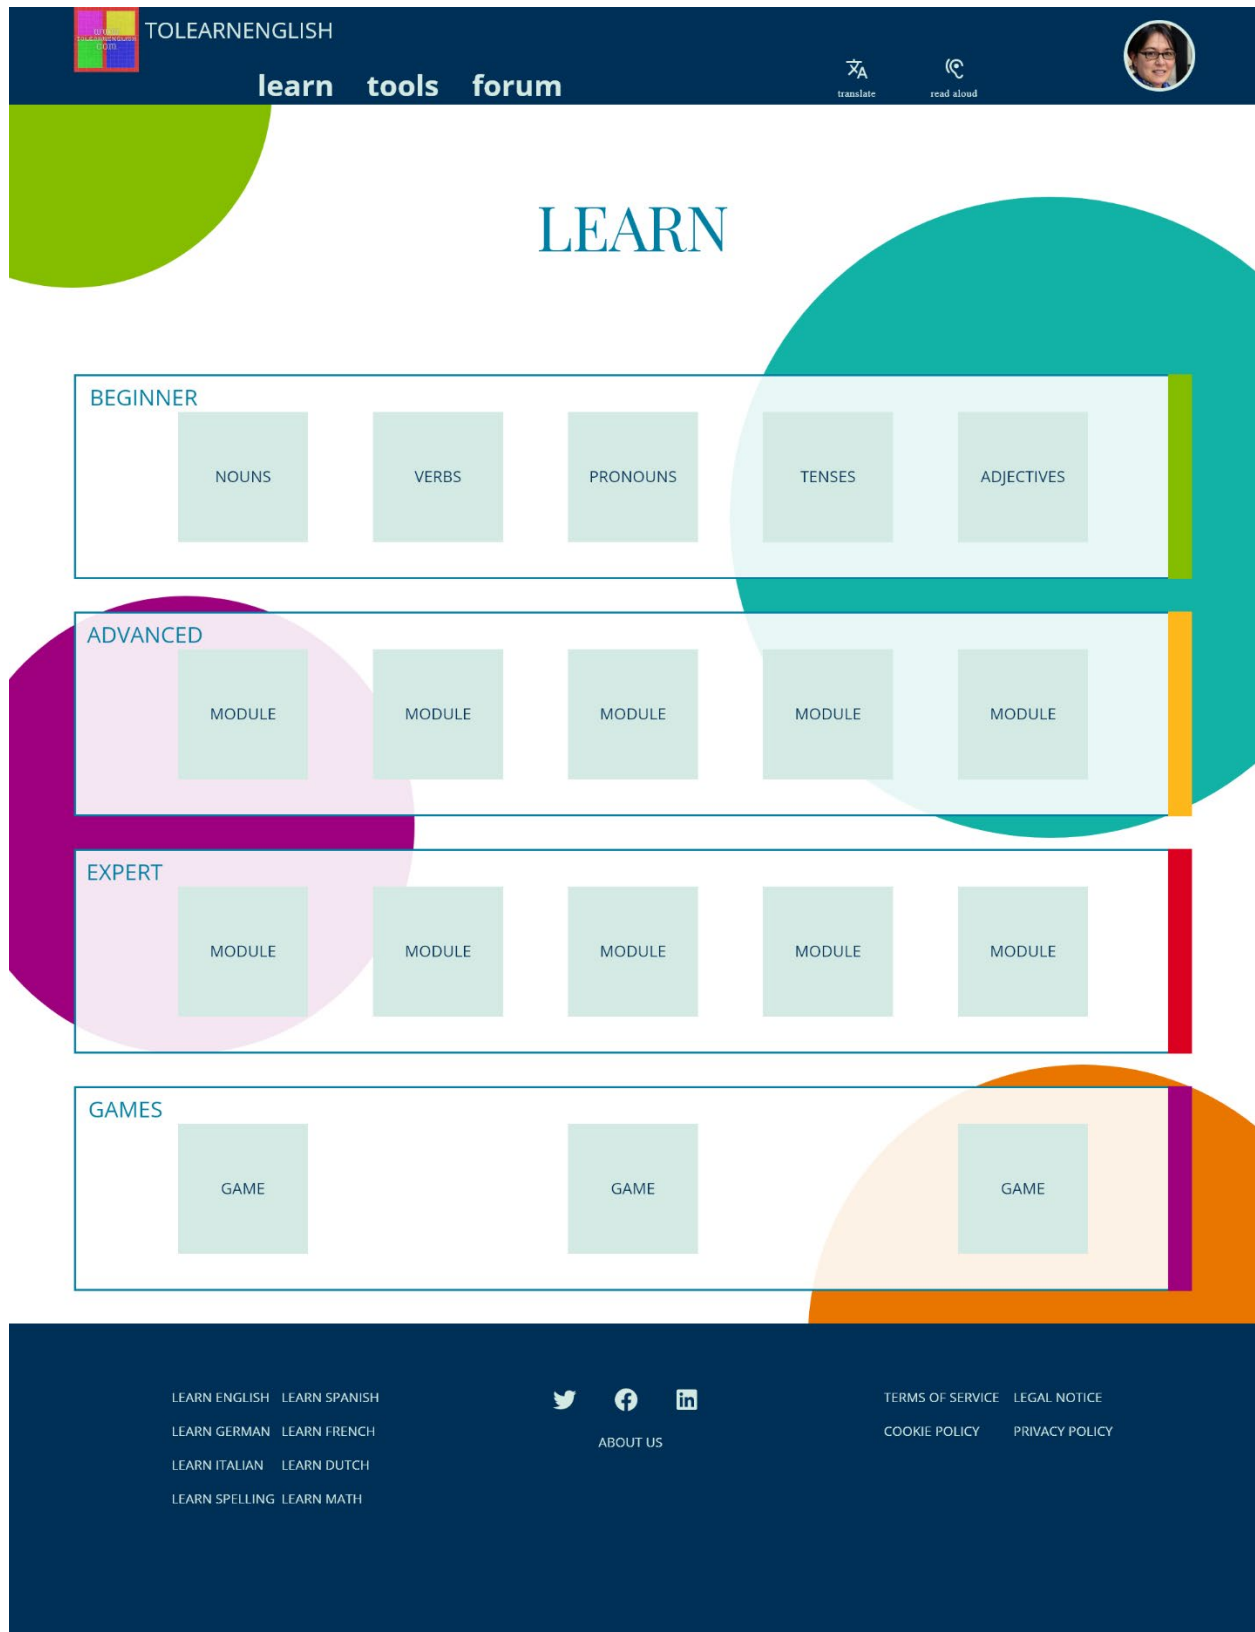 www.
TOLEARNENGLISH
com
TOLEARNENGLISH
learn tools forum
translate read aloud
LEARN
BEGINNER
NOUNS VERBS PRONOUNS TENSES ADJECTIVES
ADVANCED
MODULE MODULE MODULE MODULE MODULE
EXPERT
MODULE MODULE MODULE MODULE MODULE
GAMES
GAME GAME GAME
LEARN ENGLISH LEARN SPANISH
LEARN GERMAN LEARN FRENCH
LEARN ITALIAN LEARN DUTCH
LEARN SPELLING LEARN MATH
ABOUT US
TERMS OF SERVICE LEGAL NOTICE
COOKIE POLICY PRIVACY POLICY